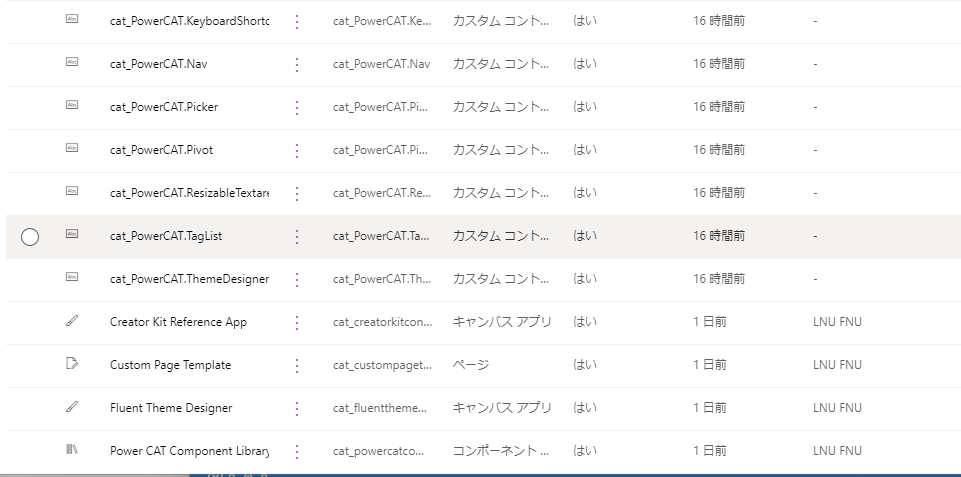 cat_PowerCAT.KeyboardShortc cat_PowerCAT.Ke... カスタム コント... はい 16 時間前 -
cat_PowerCAT.Nav cat_PowerCAT.Nav カスタム コント... はい 16 時間前 -
cat_PowerCAT.Picker cat_PowerCAT.Pi... カスタム コント... はい 16 時間前 -
cat_PowerCAT.Pivot cat_PowerCAT.Pi... カスタム コント... はい 16 時間前 -
cat_PowerCAT.ResizableTextare cat_PowerCAT.Re... カスタム コント... はい 16 時間前 -
cat_PowerCAT.TagList cat_PowerCAT.Ta... カスタム コント... はい 16 時間前 -
cat_PowerCAT.ThemeDesigner cat_PowerCAT.Th... カスタム コント... はい 16 時間前 -
Creator Kit Reference App cat_creatorkitcon... キャンバス アプリ はい 1 日前 LNU FNU
Custom Page Template cat_custompaget... ページ はい 1 日前 LNU FNU
Fluent Theme Designer cat_fluenttheme... キャンバス アプリ はい 1 日前 LNU FNU
Power CAT Component Library cat_powercatco... コンポーネント ... はい 1 日前 LNU FNU